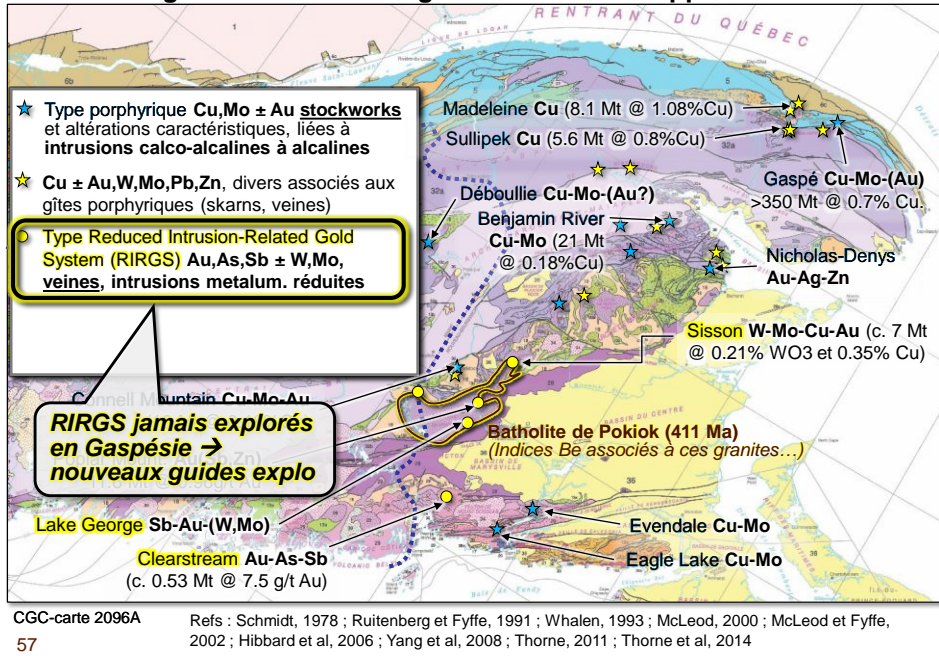 RENTRANT DU QUÉBEC
Type porphyrique Cu,Mo ± Au stockworks
et altérations caractéristiques, liées à
intrusions calco-alcalines à alcalines
Cu ± Au,W,Mo,Pb,Zn, divers associés aux
gîtes porphyriques (skarns, veines)
Type Reduced Intrusion-Related Gold
System (RIRGS) Au,As,Sb ± W,Mo,
veines, intrusions metalum. réduites
Madeleine Cu (8.1 Mt @ 1.08%Cu)
Sullipek Cu (5.6 Mt @ 0.8%Cu)
Gaspé Cu-Mo-(Au)
>350 Mt @ 0.7% Cu.
Déboullie Cu-Mo-(Au?)
Benjamin River
Cu-Mo (21 Mt
@ 0.18%Cu)
Nicholas-Denys
Au-Ag-Zn
Sisson W-Mo-Cu-Au (c. 7 Mt
@ 0.21% WO3 et 0.35% Cu)
Connell Mountain Cu-Mo-Au
RIRGS jamais explorés
en Gaspésie →
nouveaux guides explo
Batholite de Pokiok (411 Ma)
(Indices Be associés à ces granites…)
BASSIN DU CENTRE
BASSIN DE
MARYSVILLE
Lake George Sb-Au-(W,Mo)
Clearstream Au-As-Sb
(c. 0.53 Mt @ 7.5 g/t Au)
Evendale Cu-Mo
Eagle Lake Cu-Mo
CGC-carte 2096A
Refs : Schmidt, 1978 ; Ruitenberg et Fyffe, 1991 ; Whalen, 1993 ; McLeod, 2000 ; McLeod et Fyffe,
2002 ; Hibbard et al, 2006 ; Yang et al, 2008 ; Thorne, 2011 ; Thorne et al, 2014
57